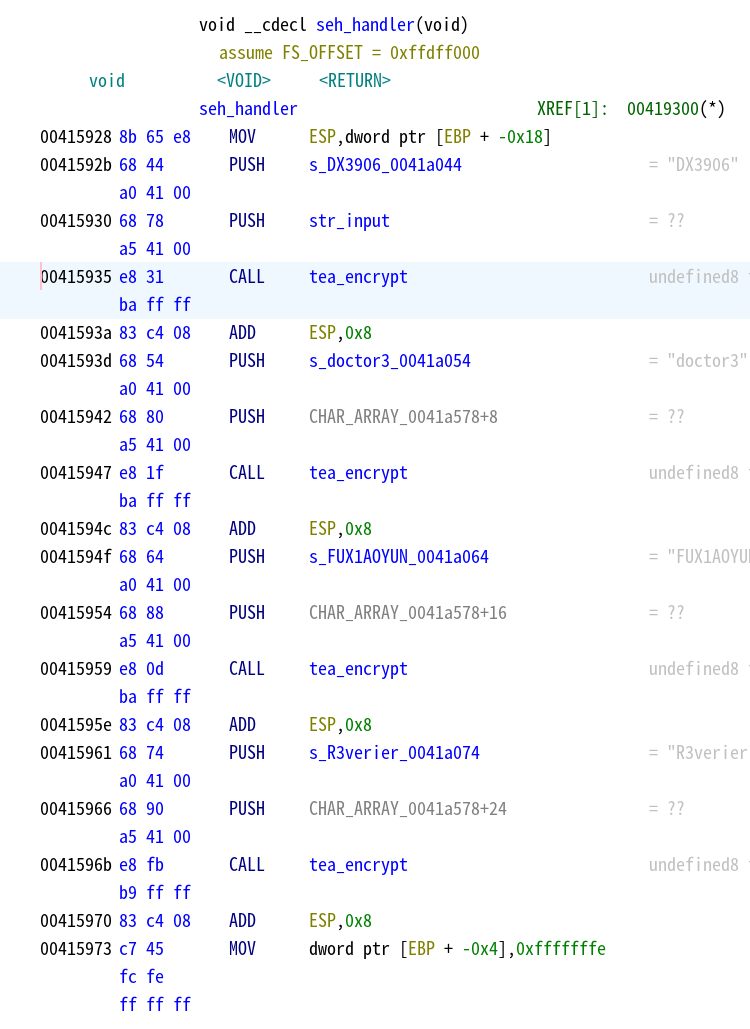 void __cdecl seh_handler(void)
assume FS_OFFSET = 0xffdff000
void <VOID> <RETURN>
seh_handler XREF[1]: 00419300(*)
00415928 8b 65 e8 MOV ESP,dword ptr [EBP + -0x18]
0041592b 68 44 PUSH s_DX3906_0041a044 = "DX3906"
a0 41 00
00415930 68 78 PUSH str_input = ??
a5 41 00
00415935 e8 31 CALL tea_encrypt undefined8
ba ff ff
0041593a 83 c4 08 ADD ESP,0x8
0041593d 68 54 PUSH s_doctor3_0041a054 = "doctor3"
a0 41 00
00415942 68 80 PUSH CHAR_ARRAY_0041a578+8 = ??
a5 41 00
00415947 e8 1f CALL tea_encrypt undefined8
ba ff ff
0041594c 83 c4 08 ADD ESP,0x8
0041594f 68 64 PUSH s_FUX1AOYUN_0041a064 = "FUX1AOYUN
a0 41 00
00415954 68 88 PUSH CHAR_ARRAY_0041a578+16 = ??
a5 41 00
00415959 e8 0d CALL tea_encrypt undefined8
ba ff ff
0041595e 83 c4 08 ADD ESP,0x8
00415961 68 74 PUSH s_R3verier_0041a074 = "R3verier
a0 41 00
00415966 68 90 PUSH CHAR_ARRAY_0041a578+24 = ??
a5 41 00
0041596b e8 fb CALL tea_encrypt undefined8
b9 ff ff
00415970 83 c4 08 ADD ESP,0x8
00415973 c7 45 MOV dword ptr [EBP + -0x4],0xfffffffe
fc fe
ff ff ff